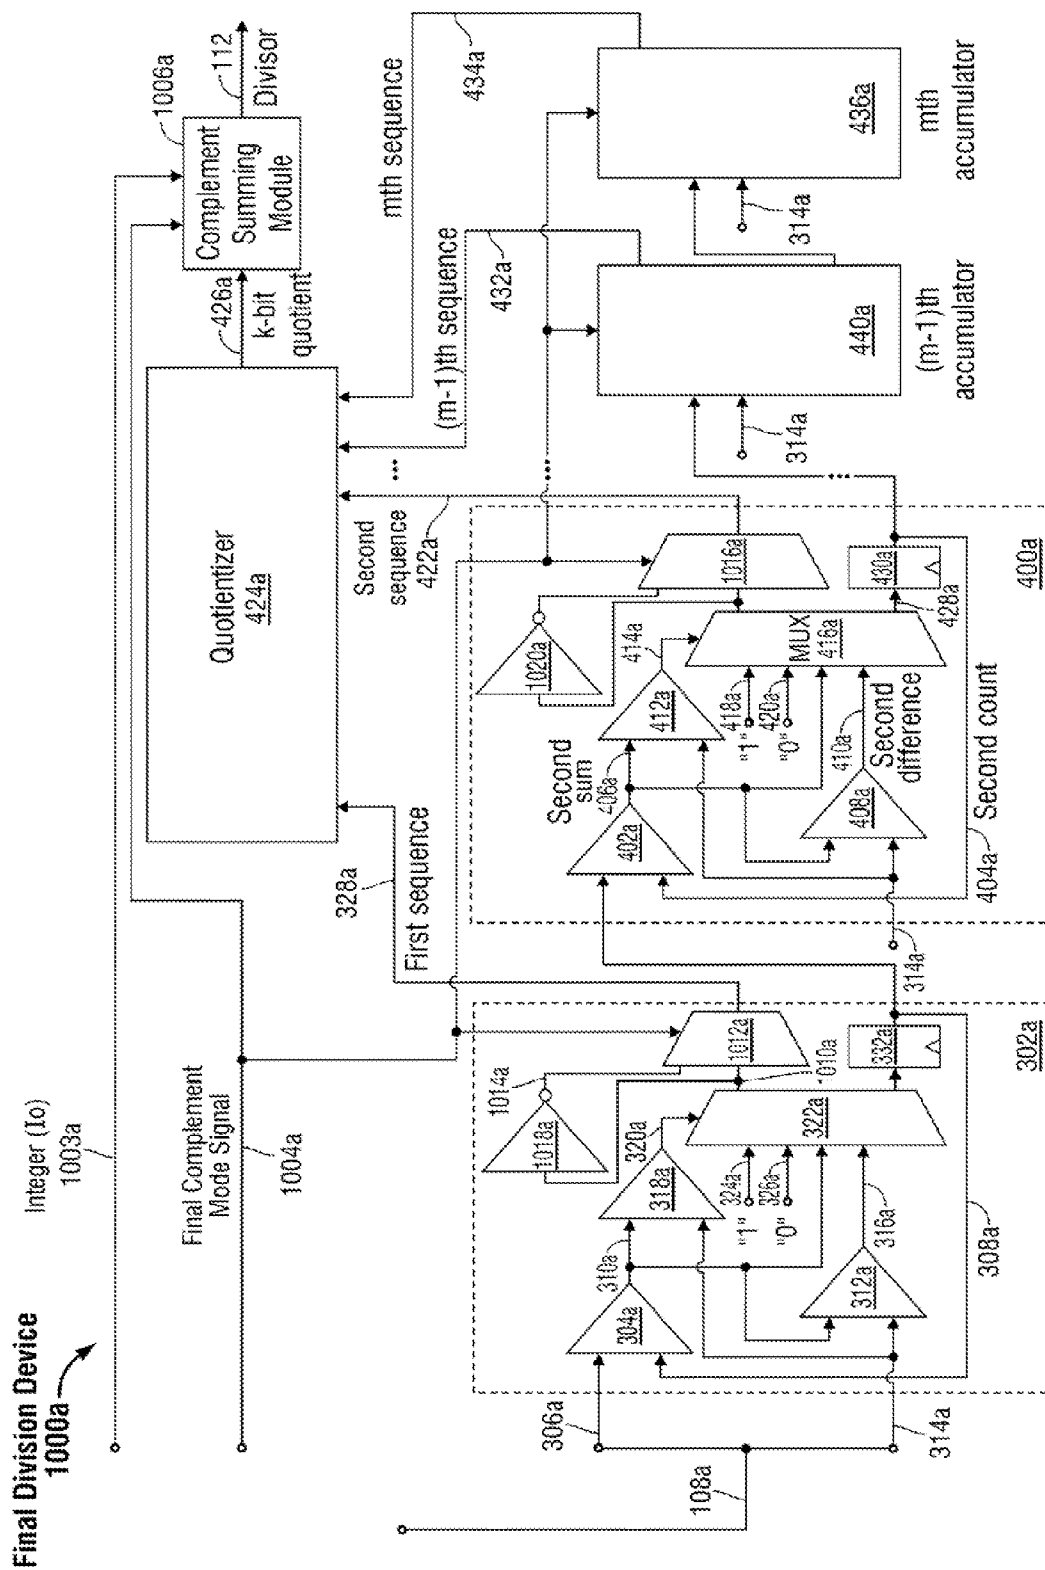 Final Division Device
1000a
Integer (Io)
1003a
Final Complement
Mode Signal
1004a
1006a
Complement
Summing
Module
112
Divisor
426a
k-bit
quotient
Quotientizer
424a
328a
First sequence
Second
sequence
422a
...
(m-1)th sequence
432a
mth sequence
434a
108a
306a
314a
304a
310a
312a
316a
318a
320a
"1"
324a
"0"
326a
322a
308a
1018a
1014a
1012a
1010a
332a
302a
314a
402a
Second
sum
406a
408a
410a
Second
difference
412a
414a
"1"
418a
"0"
420a
MUX
416a
404a
Second count
1020a
1016a
430a
428a
400a
...
...
314a
440a
(m-1)th
accumulator
314a
436a
mth
accumulator